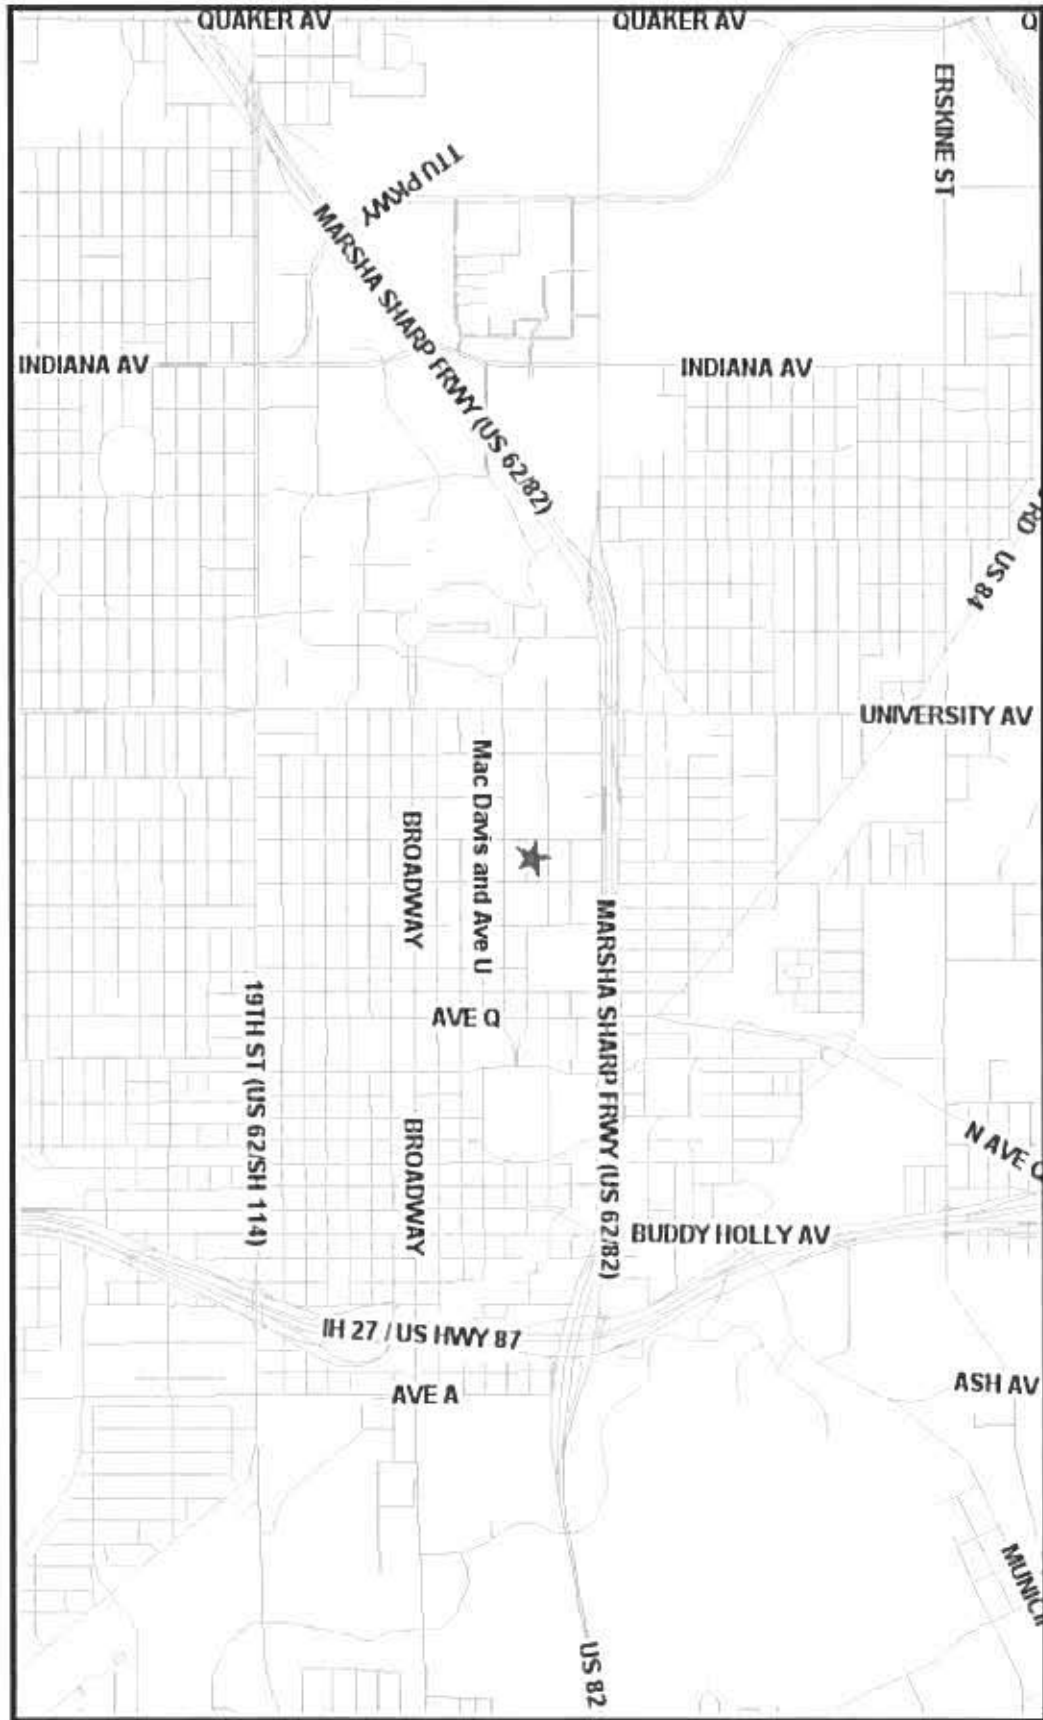 QUAKER AV
QUAKER AV
Q
ERSKINE ST
TTU PKWY
MARSHA SHARP FRWY (US 62/82)
INDIANA AV
INDIANA AV
RD
US 84
UNIVERSITY AV
Mac Davis and Ave U
BROADWAY
MARSHA SHARP FRWY (US 62/82)
19TH ST (US 62/SH 114)
AVE Q
BROADWAY
N AVE Q
BUDDY HOLLY AV
IH 27 / US HWY 87
AVE A
ASH AV
MUNICI
US 82